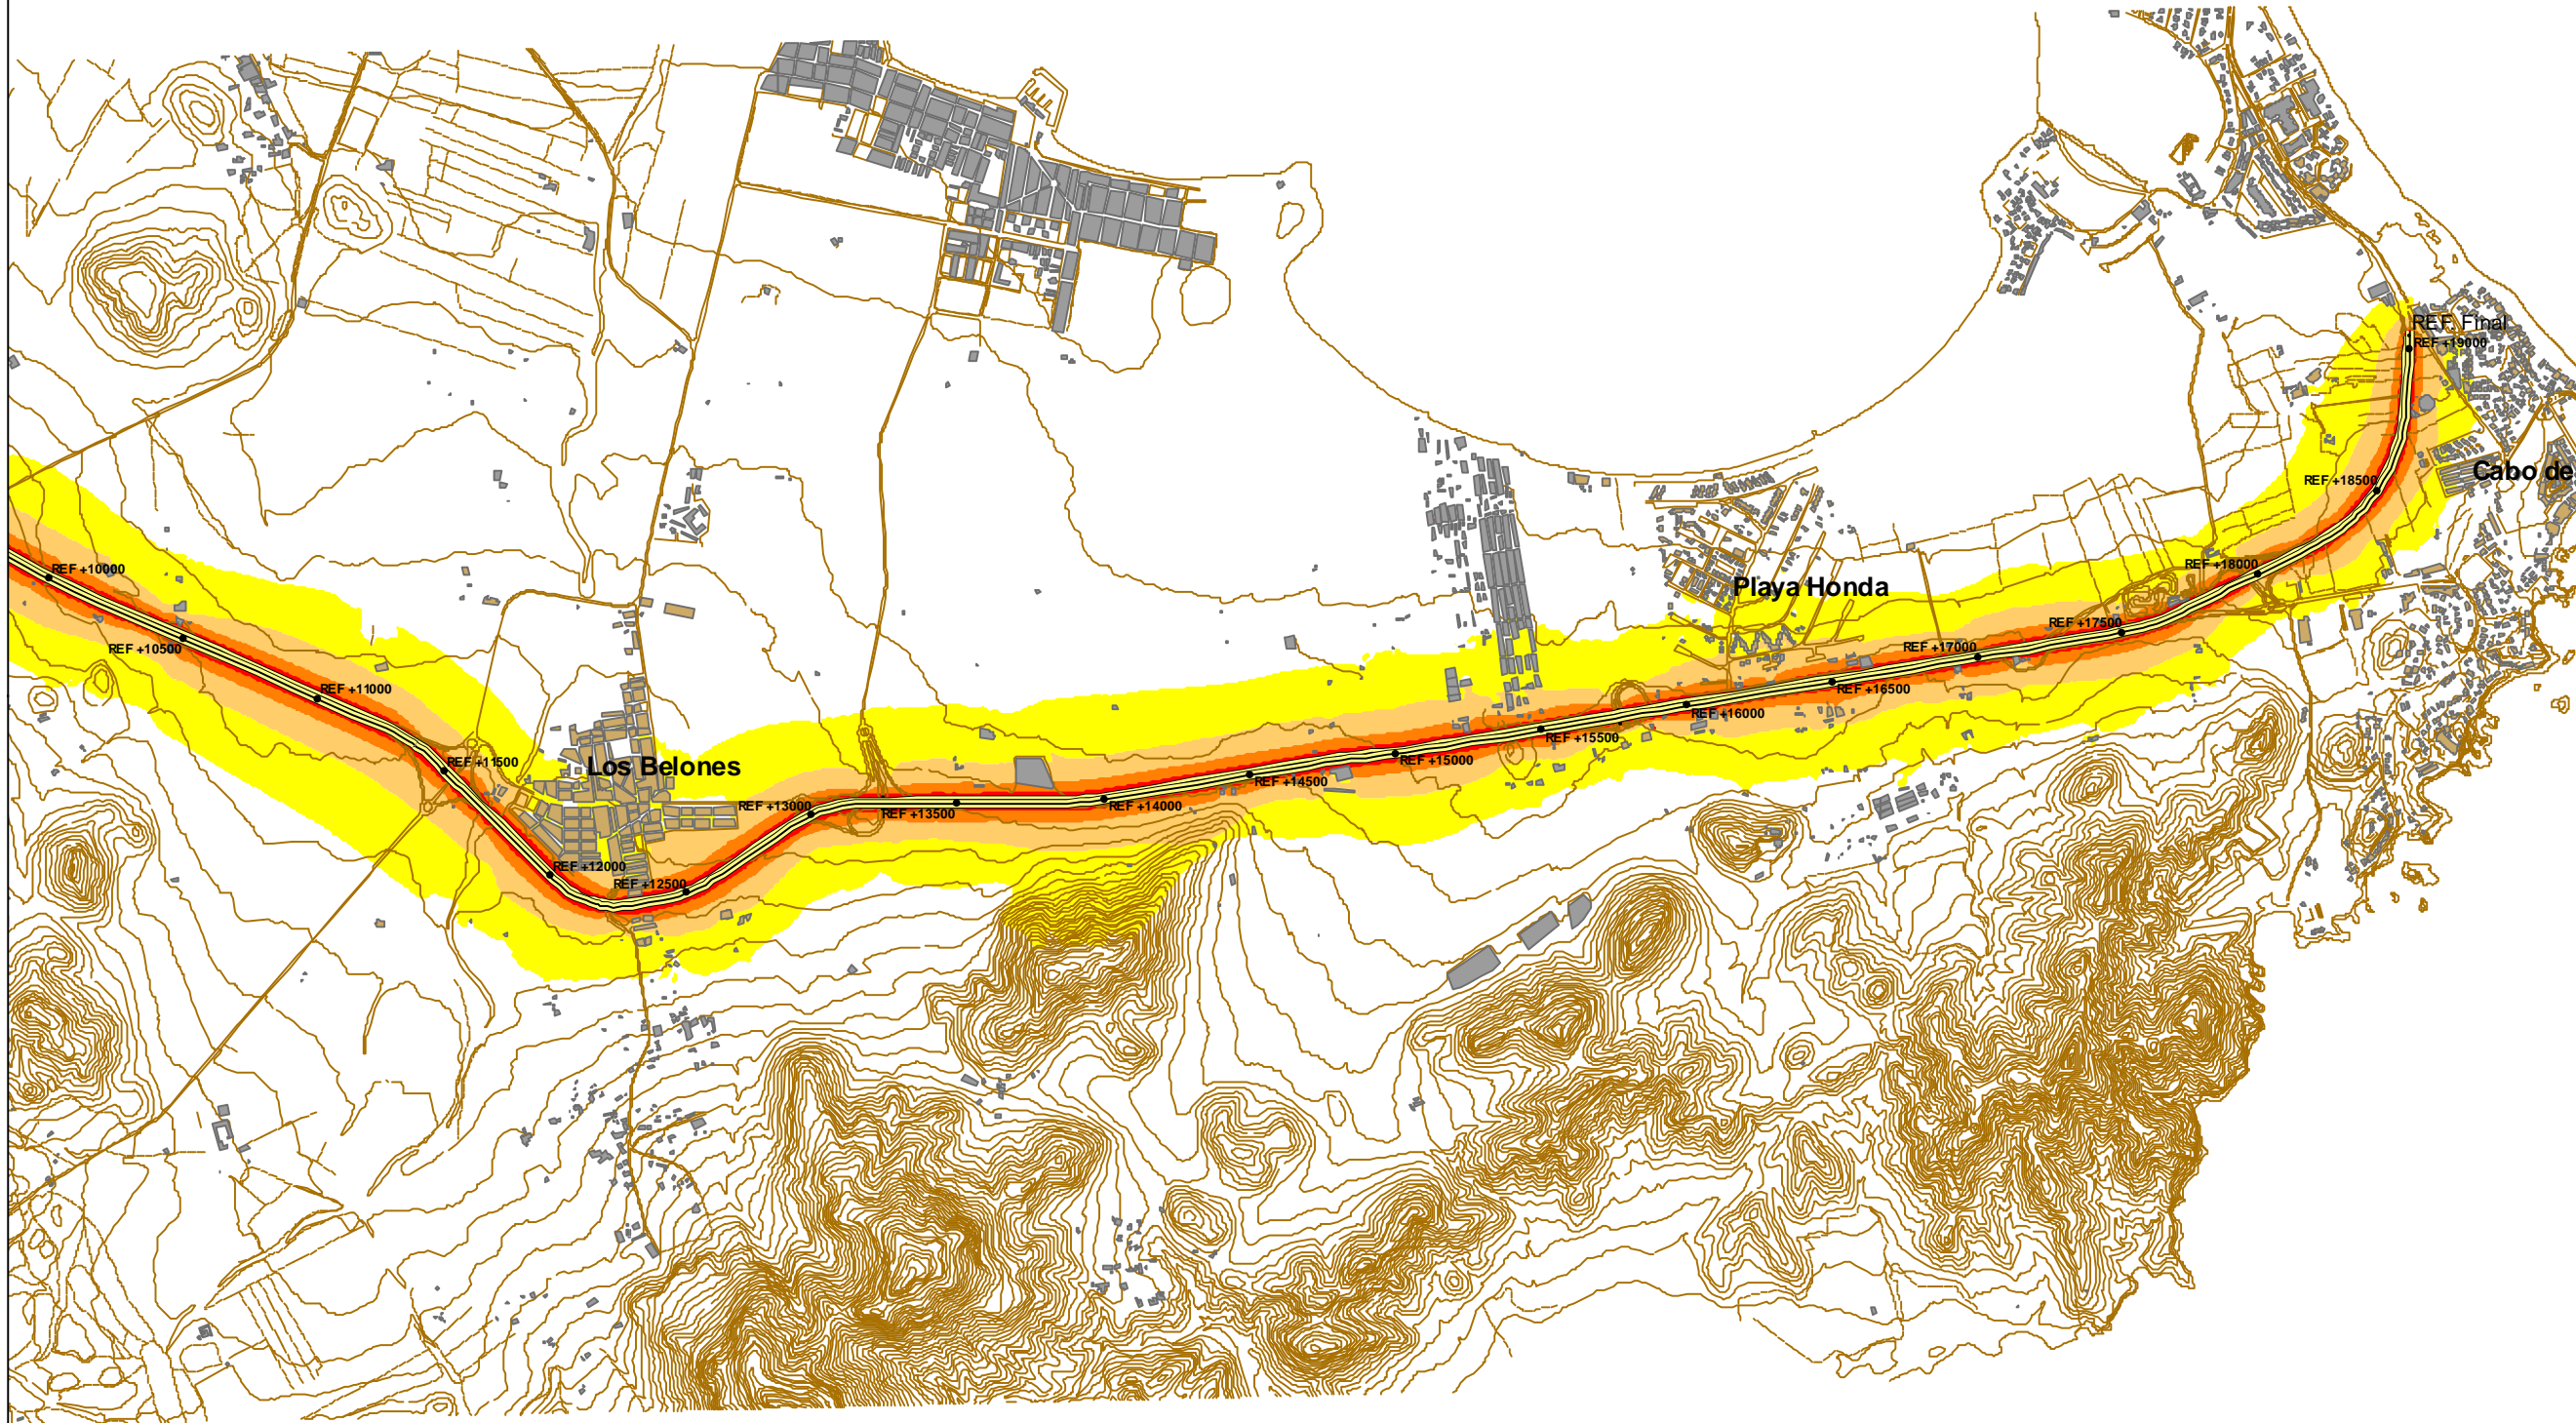 REF. Final
REF +19000
Cabo de
REF +18500
REF +18000
Playa Honda
REF +17500
REF +17000
REF +16500
REF +16000
REF +15500
REF +15000
REF +14500
REF +14000
REF +13500
REF +13000
Los Belones
REF +12500
REF +12000
REF +11500
REF +11000
REF +10500
REF +10000